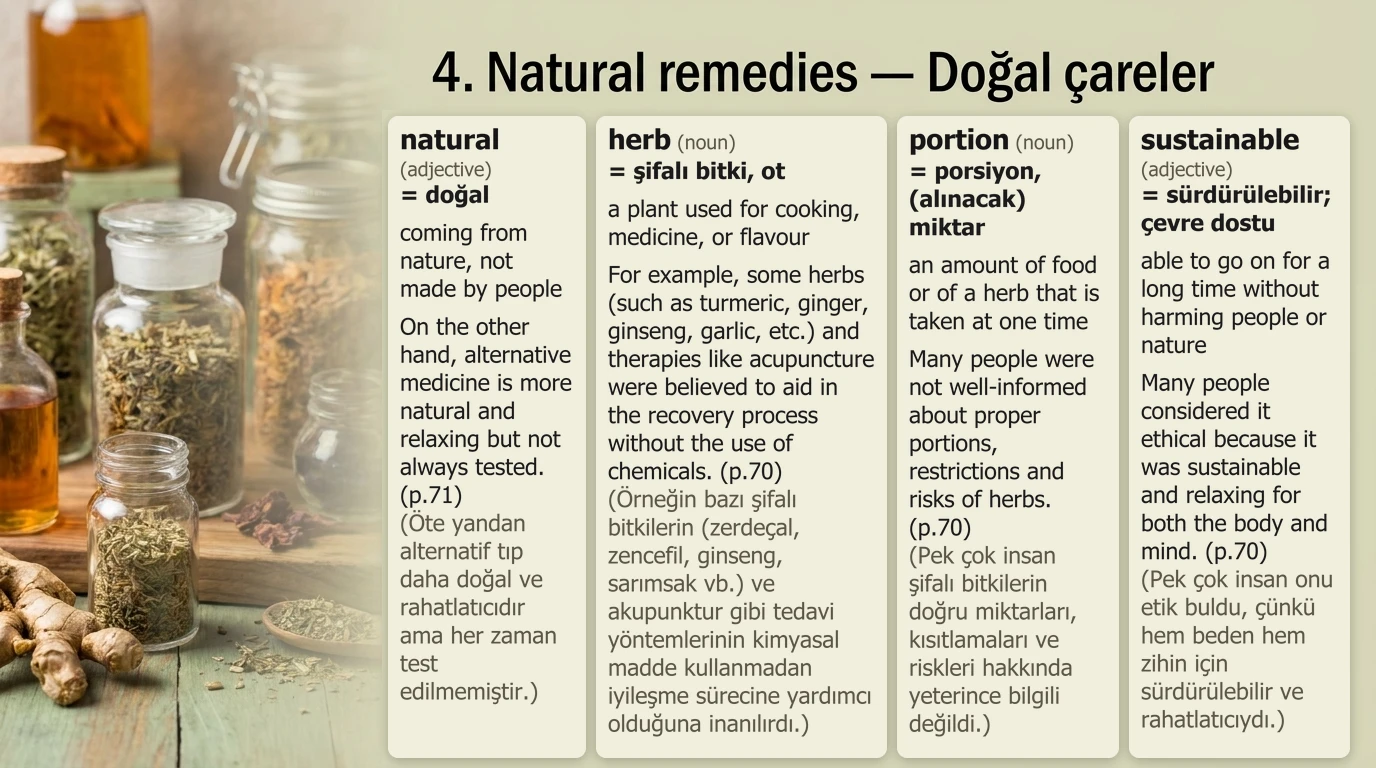 4. Natural remedies — Doğal çareler
natural
(adjective)
= doğal
coming from
nature, not
made by people
On the other
hand, alternative
medicine is more
natural and
relaxing but not
always tested.
(p.71)
(Öte yandan
alternatif tıp
daha doğal ve
rahatlatıcıdır
ama her zaman
test
edilmemiştir.)
herb (noun)
= şifalı bitki, ot
a plant used for cooking,
medicine, or flavour
For example, some herbs
(such as turmeric, ginger,
ginseng, garlic, etc.) and
therapies like acupuncture
were believed to aid in
the recovery process
without the use of
chemicals. (p.70)
(Örneğin bazı şifalı
bitkilerin (zerdeçal,
zencefil, ginseng,
sarımsak vb.) ve
akupunktur gibi tedavi
yöntemlerinin kimyasal
madde kullanmadan
iyileşme sürecine yardımcı
olduğuna inanılırdı.)
portion (noun)
= porsiyon,
(alınacak)
miktar
an amount of food
or of a herb that is
taken at one time
Many people were
not well-informed
about proper
portions,
restrictions and
risks of herbs.
(p.70)
(Pek çok insan
şifalı bitkilerin
doğru miktarları,
kısıtlamaları ve
riskleri hakkında
yeterince bilgili
değildi.)
sustainable
(adjective)
= sürdürülebilir;
çevre dostu
able to go on for a
long time without
harming people or
nature
Many people
considered it
ethical because it
was sustainable
and relaxing for
both the body and
mind. (p.70)
(Pek çok insan onu
etik buldu, çünkü
hem beden hem
zihin için
sürdürülebilir ve
rahatlatıcıydı.)